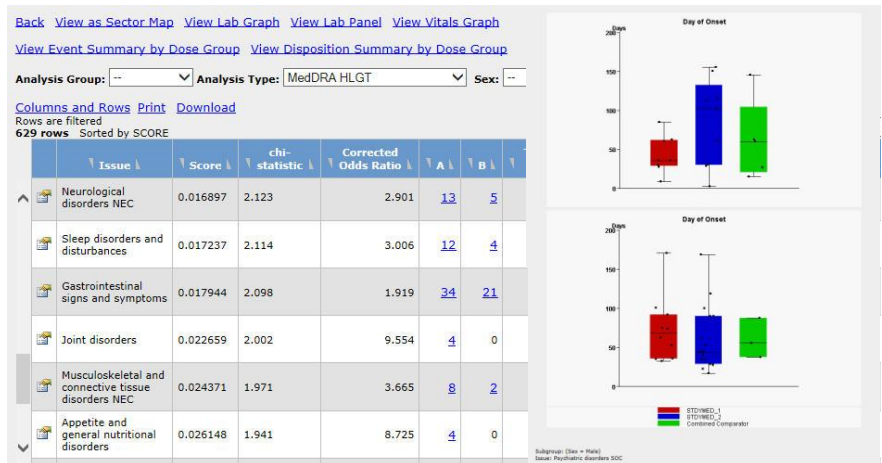 Back View as Sector Map View Lab Graph View Lab Panel View Vitals Graph
View Event Summary by Dose Group View Disposition Summary by Dose Group
Analysis Group: -- Analysis Type: MedDRA HLGT Sex: --
Columns and Rows Print Download
Rows are filtered
629 rows Sorted by SCORE
Issue Score chi-statistic Corrected Odds Ratio A B
Neurological
disorders NEC 0.016897 2.123 2.901 13 5
Sleep disorders and
disturbances 0.017237 2.114 3.006 12 4
Gastrointestinal
signs and symptoms 0.017944 2.098 1.919 34 21
Joint disorders 0.022659 2.002 9.554 4 0
Musculoskeletal and
connective tissue
disorders NEC 0.024371 1.971 3.665 8 2
Appetite and
general nutritional
disorders 0.026148 1.941 8.725 4 0
Day of Onset
Days
200
150
100
50
0
Day of Onset
Days
200
150
100
50
0
STDYMED_1
STDYMED_2
Combined Comparator
Subgroup: (Sex = Male)
Issue: Psychiatric disorders SOC